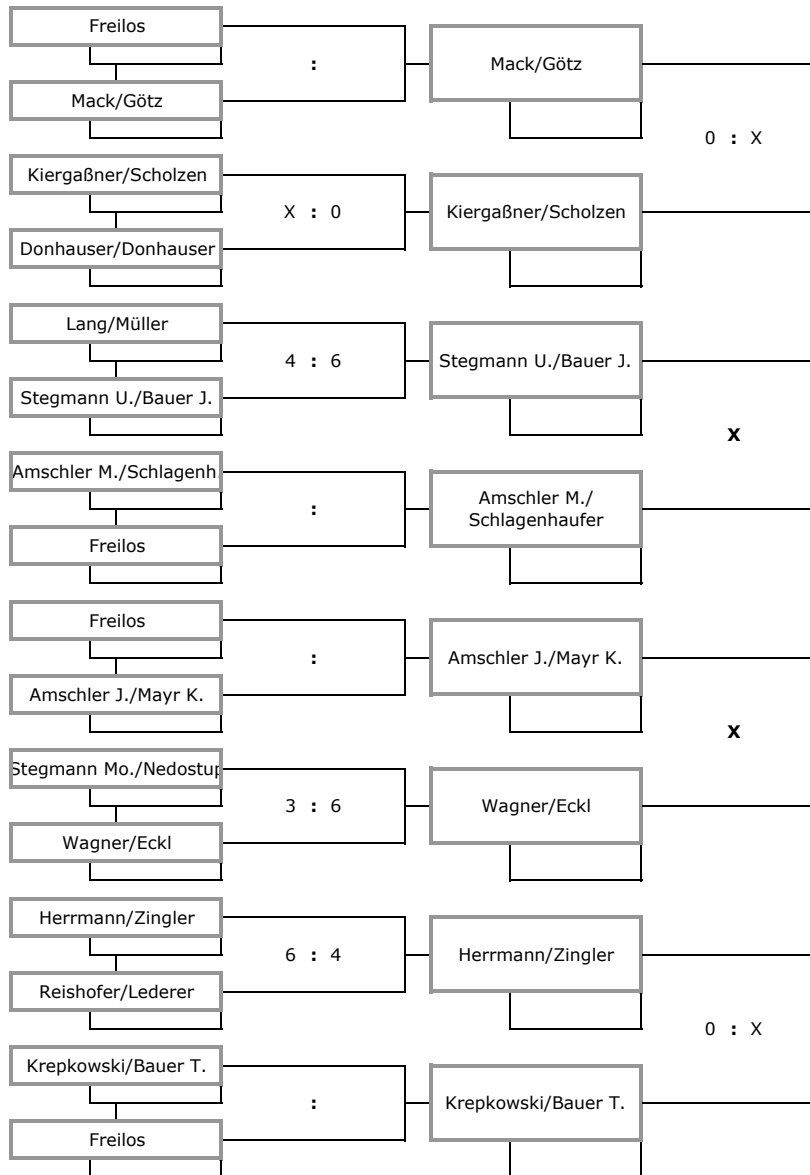 Freilos
:
Mack/Götz
Mack/Götz
0 : X
Kiergaßner/Scholzen
X : 0
Kiergaßner/Scholzen
Donhauser/Donhauser
Lang/Müller
4 : 6
Stegmann U./Bauer J.
Stegmann U./Bauer J.
X
Amschler M./Schlagenh
:
Amschler M./
Schlagenhaufer
Freilos
Freilos
:
Amschler J./Mayr K.
Amschler J./Mayr K.
X
Stegmann Mo./Nedostup
3 : 6
Wagner/Eckl
Wagner/Eckl
Herrmann/Zingler
6 : 4
Herrmann/Zingler
Reishofer/Lederer
0 : X
Krepkowski/Bauer T.
:
Krepkowski/Bauer T.
Freilos